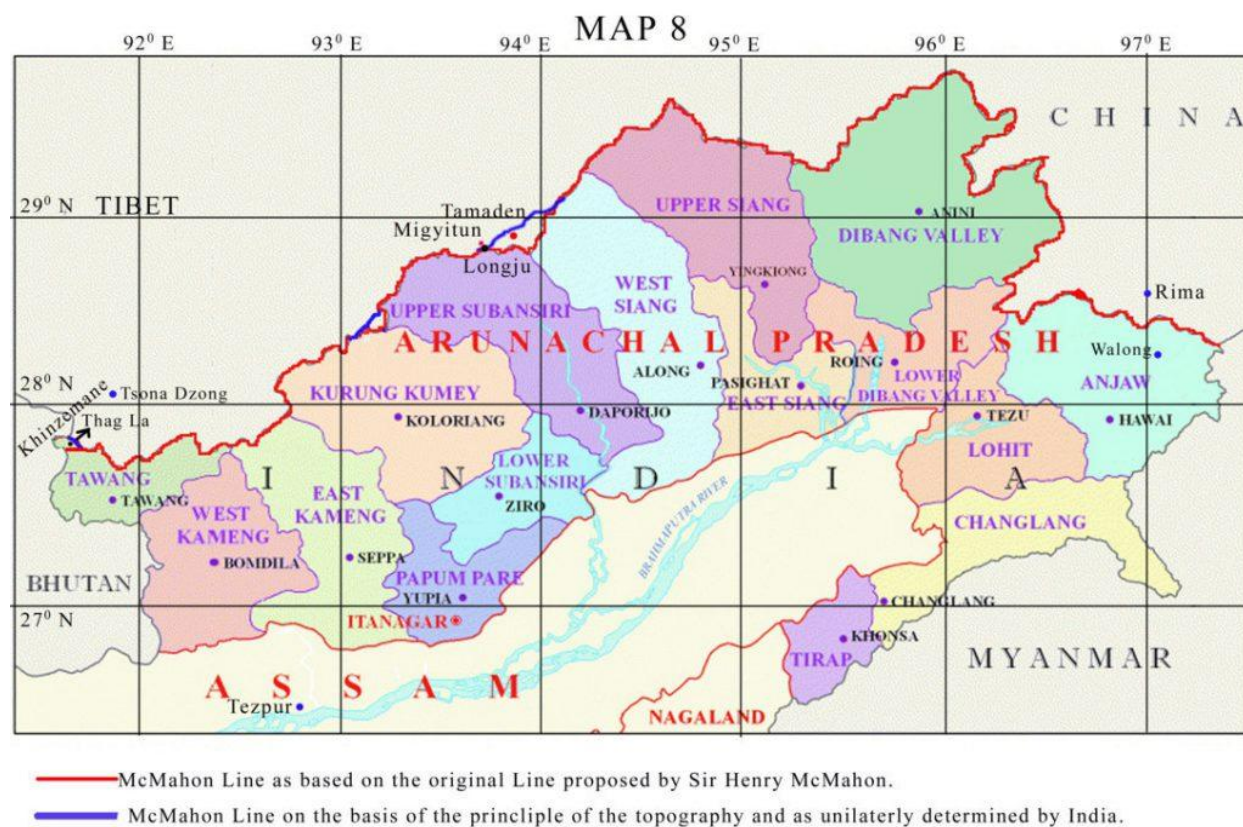 MAP 8
92⁰ E
93⁰ E
94⁰ E
95⁰ E
96⁰ E
97⁰ E
C H I N A
29⁰ N
TIBET
Tamaden
Migyitun
Longju
UPPER SIANG
ANINI
DIBANG VALLEY
YINGKIONG
WEST
SIANG
UPPER SUBANSIRI
Rima
A R U N A C H A L P R A D E S H
Walong
ROING
ALONG
PASIGHAT
EAST SIANG
LOWER
DIBANG VALLEY
ANJAW
28⁰ N
Tsona Dzong
Khinzemane
Thag La
KURUNG KUMEY
KOLORIANG
DAPORIJO
TEZU
HAWAI
LOHIT
TAWANG
TAWANG
I N D I A
EAST
KAMENG
LOWER
SUBANSIRI
ZIRO
WEST
KAMENG
BOMDILA
SEPPA
CHANGLANG
BRAHMAPUTRA RIVER
BHUTAN
PAPUM PARE
YUPIA
ITANAGAR
27⁰ N
CHANGLANG
KHONSA
TIRAP
MYANMAR
A S S A M
Tezpur
NAGALAND
McMahon Line as based on the original Line proposed by Sir Henry McMahon.
McMahon Line on the basis of the princliple of the topography and as unilaterly determined by India.